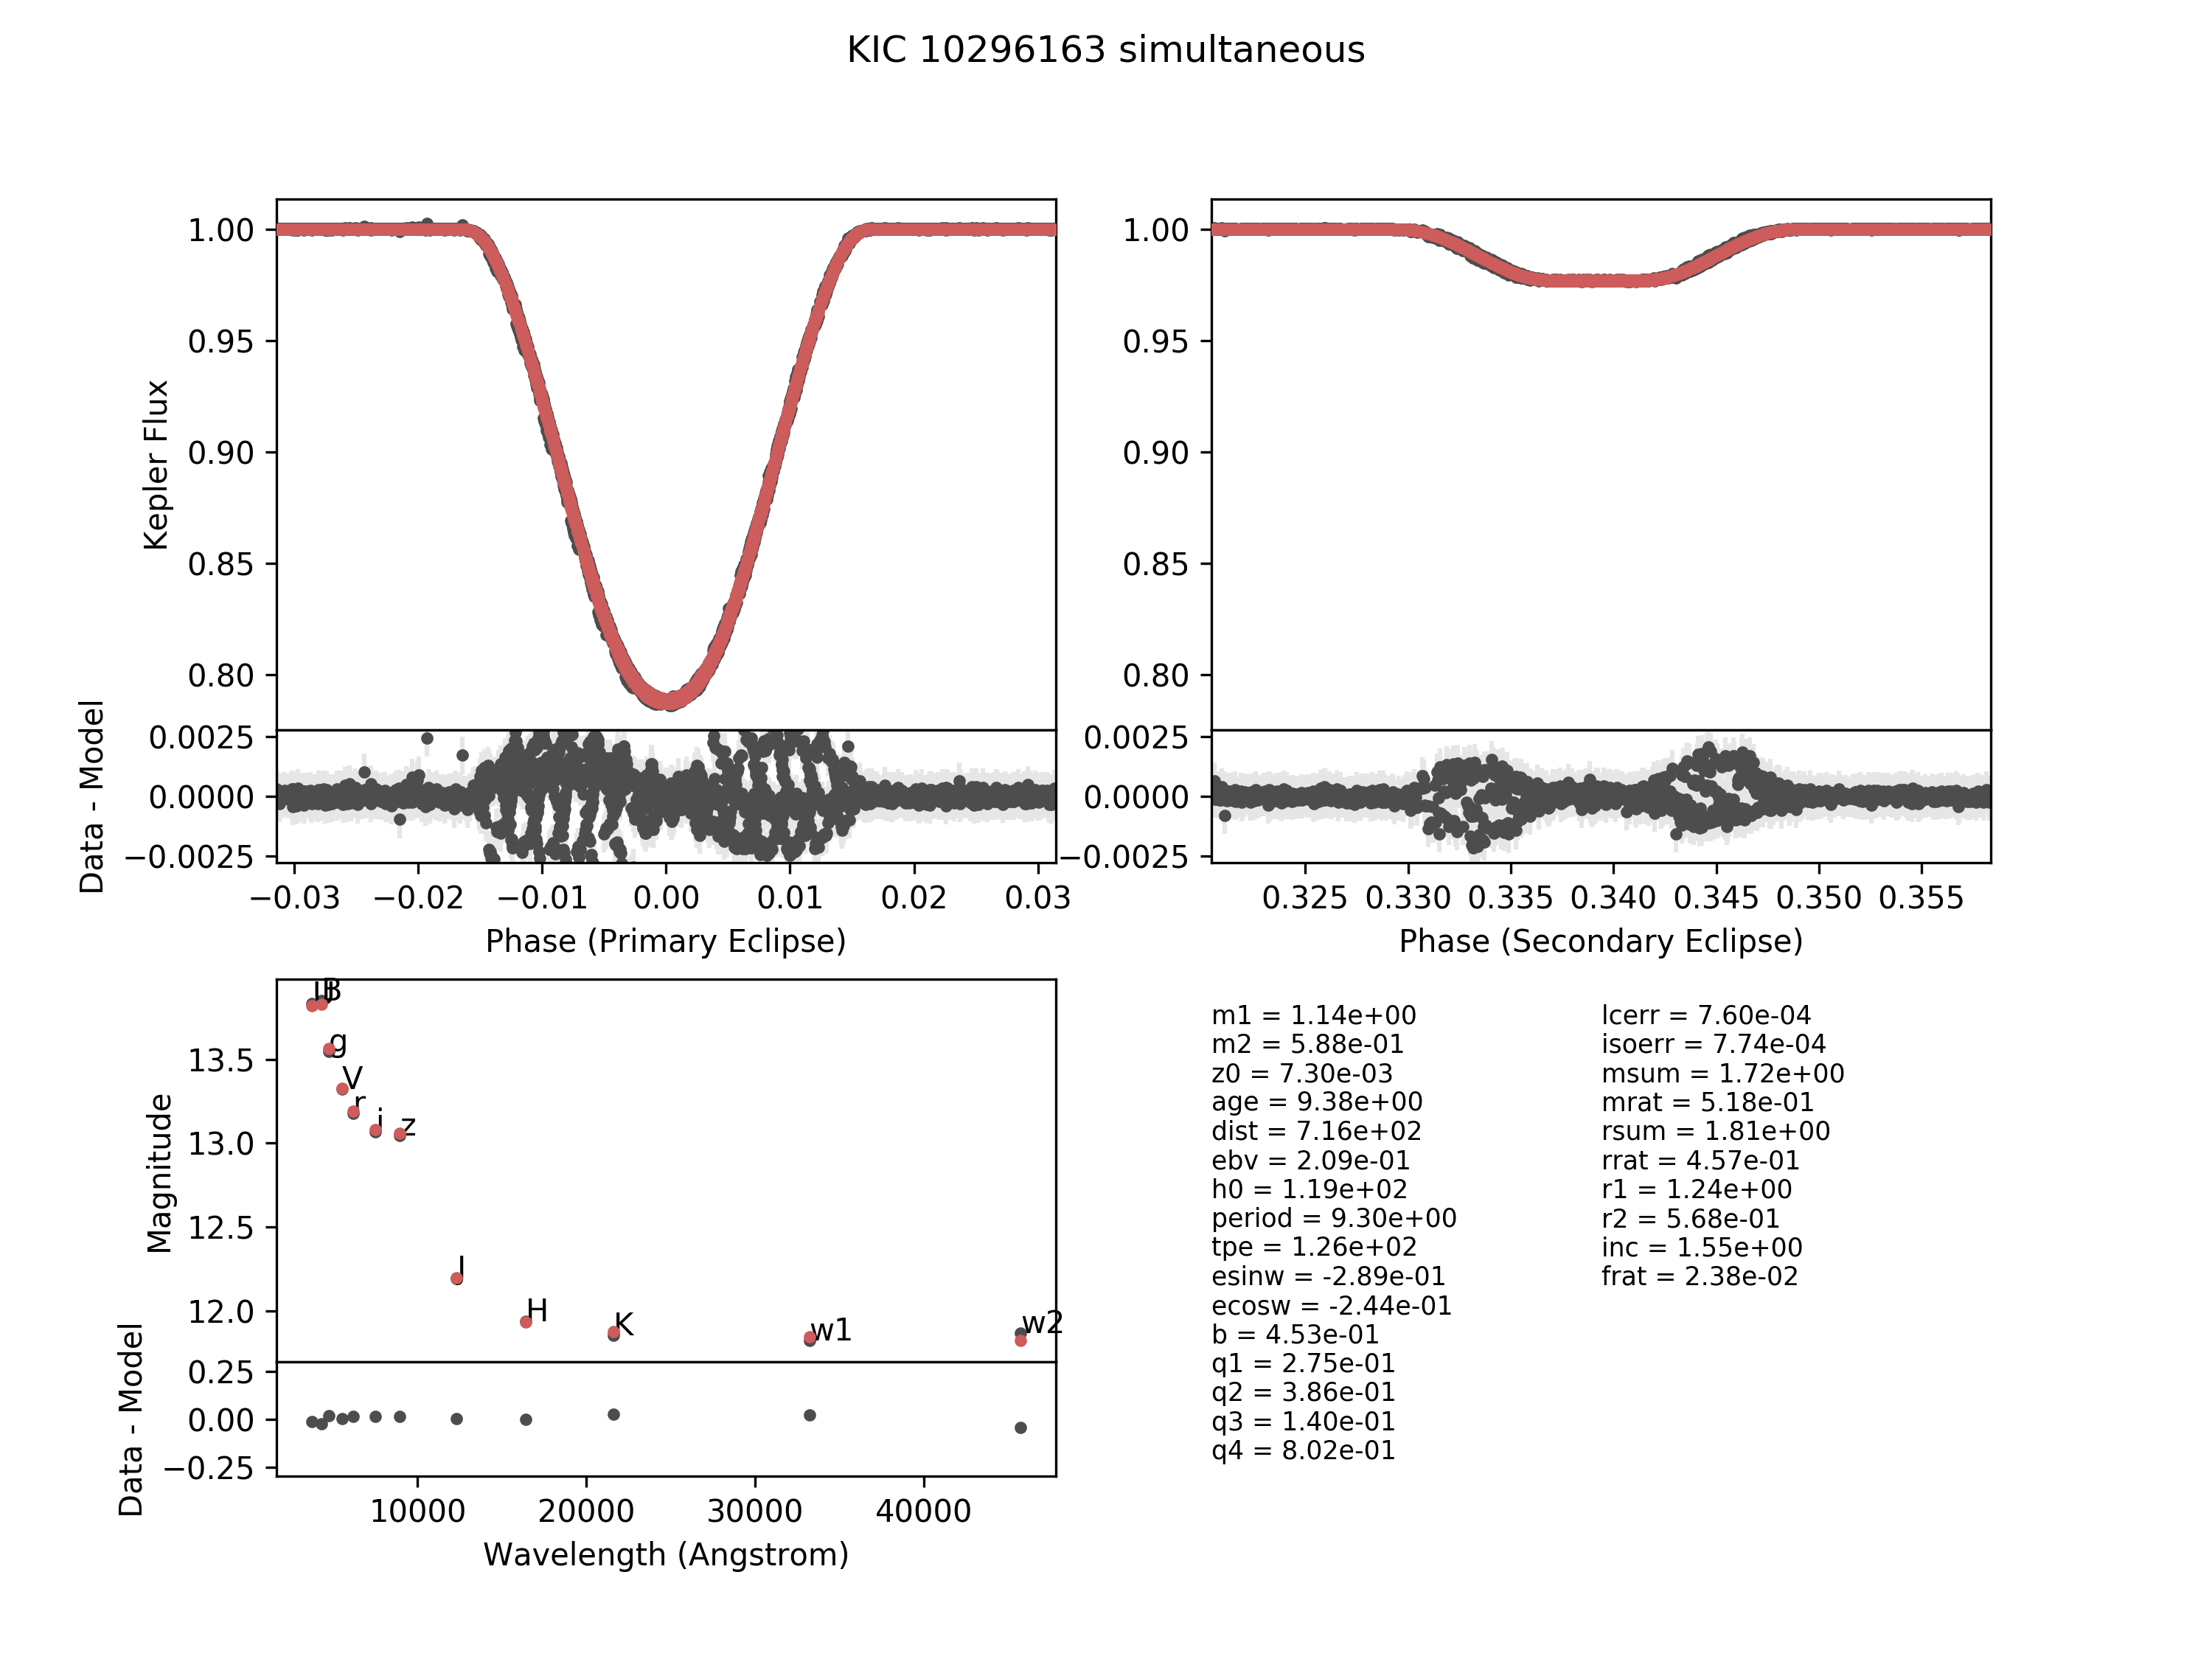 KIC 10296163 simultaneous
1.00
0.95
0.90
0.85
0.80
Kepler Flux
0.0025
0.0000
−0.0025
Data - Model
−0.03 −0.02 −0.01 0.00 0.01 0.02 0.03
Phase (Primary Eclipse)
1.00
0.95
0.90
0.85
0.80
0.0025
0.0000
−0.0025
0.325 0.330 0.335 0.340 0.345 0.350 0.355
Phase (Secondary Eclipse)
U B g V r i z J H K w1 w2
13.5
13.0
12.5
12.0
Magnitude
0.25
0.00
−0.25
Data - Model
10000 20000 30000 40000
Wavelength (Angstrom)
m1 = 1.14e+00
m2 = 5.88e-01
z0 = 7.30e-03
age = 9.38e+00
dist = 7.16e+02
ebv = 2.09e-01
h0 = 1.19e+02
period = 9.30e+00
tpe = 1.26e+02
esinw = -2.89e-01
ecosw = -2.44e-01
b = 4.53e-01
q1 = 2.75e-01
q2 = 3.86e-01
q3 = 1.40e-01
q4 = 8.02e-01
lcerr = 7.60e-04
isoerr = 7.74e-04
msum = 1.72e+00
mrat = 5.18e-01
rsum = 1.81e+00
rrat = 4.57e-01
r1 = 1.24e+00
r2 = 5.68e-01
inc = 1.55e+00
frat = 2.38e-02